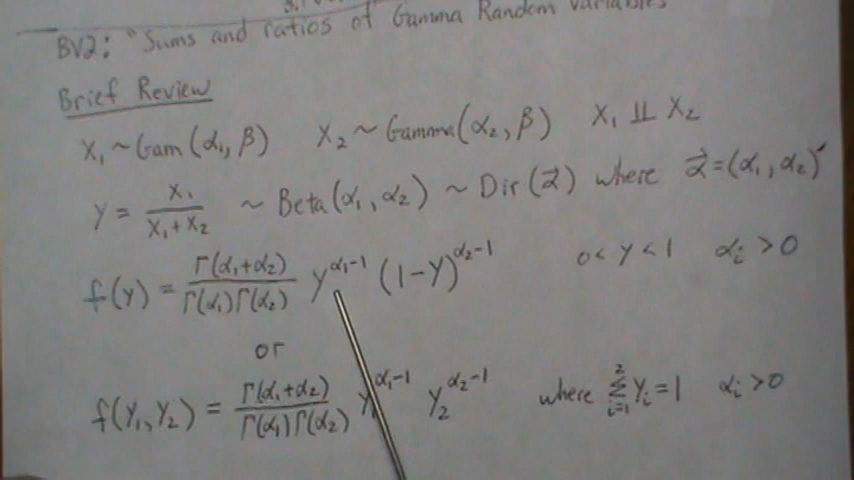 BV2: "Sums and ratios of Gamma Random Variables
Brief Review
X₁ ~ Gam(α₁, β) X₂ ~ Gamma(α₂, β) X₁ ⫫ X₂
Y = X₁/(X₁+X₂) ~ Beta(α₁, α₂) ~ Dir(α⃗) where α⃗ = (α₁, α₂)′
f(y) = Γ(α₁+α₂)/(Γ(α₁)Γ(α₂)) y^(α₁-1) (1-y)^(α₂-1) 0 < y < 1 αᵢ > 0
or
f(y₁, y₂) = Γ(α₁+α₂)/(Γ(α₁)Γ(α₂)) y₁^(α₁-1) y₂^(α₂-1) where Σ_{i=1}^{2} yᵢ = 1 αᵢ > 0